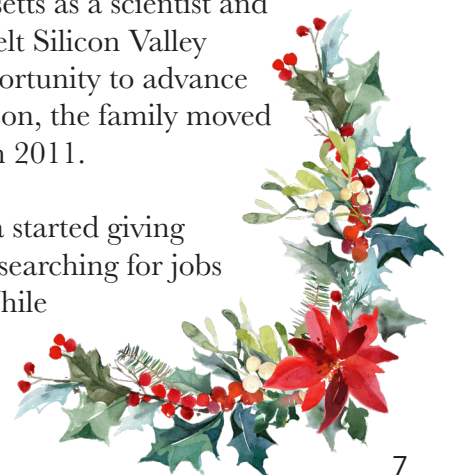 setts as a scientist and
elt Silicon Valley
ortunity to advance
on, the family moved
n 2011.
a started giving
searching for jobs
hile
7